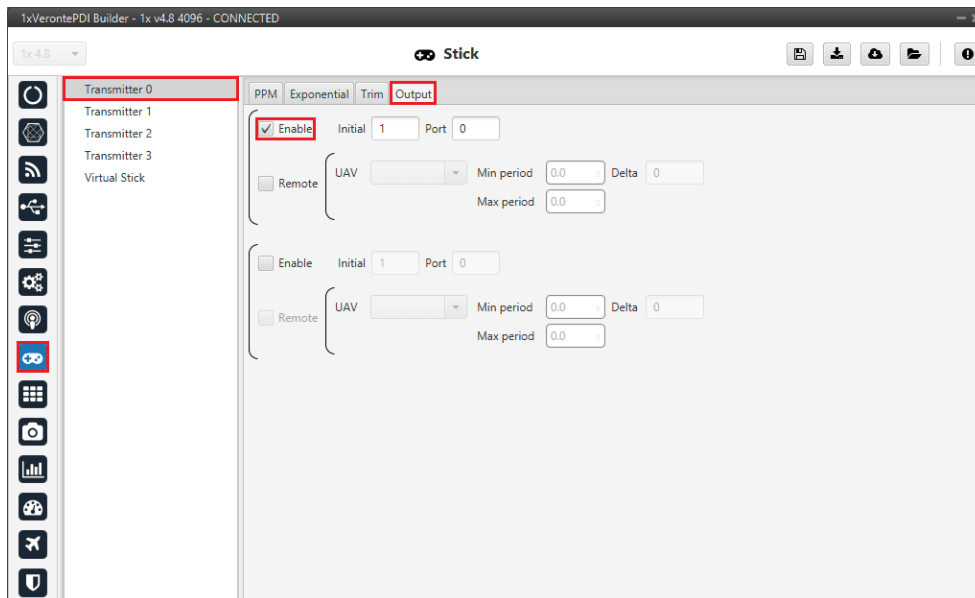 1xVerontePDI Builder - 1x v4.8 4096 - CONNECTED
1x 4.8
Stick
Transmitter 0
Transmitter 1
Transmitter 2
Transmitter 3
Virtual Stick
PPM Exponential Trim Output
Enable Initial 1 Port 0
Remote UAV Min period 0.0 s Delta 0
Max period 0.0 s
Enable Initial 1 Port 0
Remote UAV Min period 0.0 s Delta 0
Max period 0.0 s